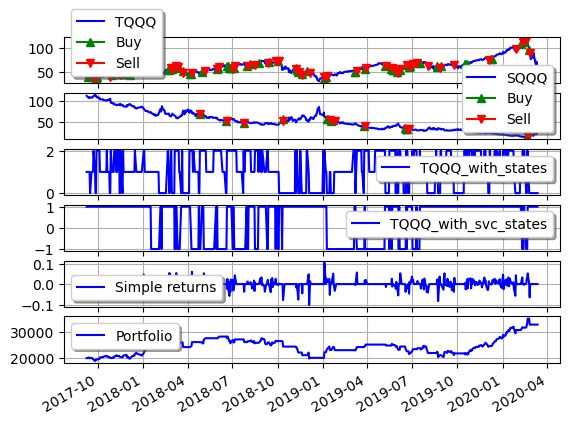 TQQQ
Buy
Sell
100
50
SQQQ
Buy
Sell
100
50
2
0
TQQQ_with_states
1
0
−1
TQQQ_with_svc_states
0.1
0.0
−0.1
Simple returns
30000
20000
Portfolio
2017-10
2018-01
2018-04
2018-07
2018-10
2019-01
2019-04
2019-07
2019-10
2020-01
2020-04